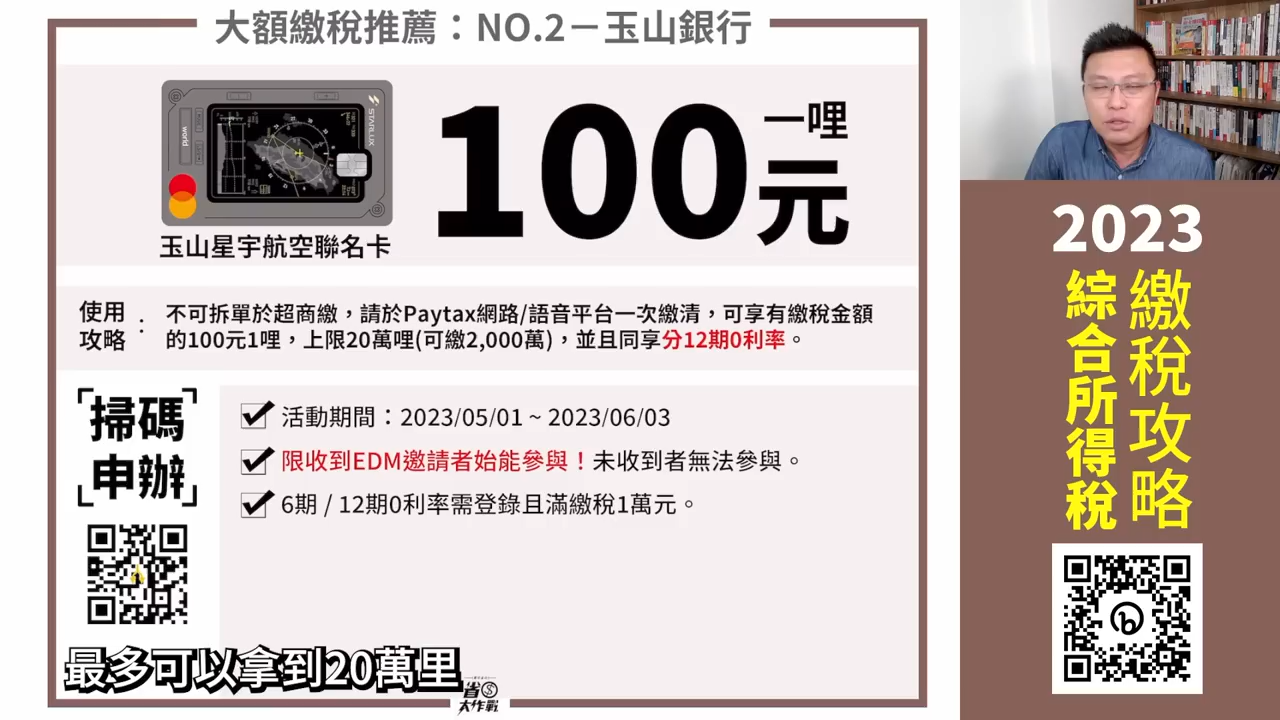 大額繳稅推薦：NO.2－玉山銀行
STARLUX
world
玉山星宇航空聯名卡
100元
一哩
使用
攻略
：
不可拆單於超商繳，請於Paytax網路/語音平台一次繳清，可享有繳稅金額
的100元1哩，上限20萬哩(可繳2,000萬)，並且同享分12期0利率。
掃碼
申辦
活動期間：2023/05/01 ~ 2023/06/03
限收到EDM邀請者始能參與！未收到者無法參與。
6期 / 12期0利率需登錄且滿繳稅1萬元。
最多可以拿到20萬里
省
大作戰
2023
繳稅攻略
綜合所得稅
b